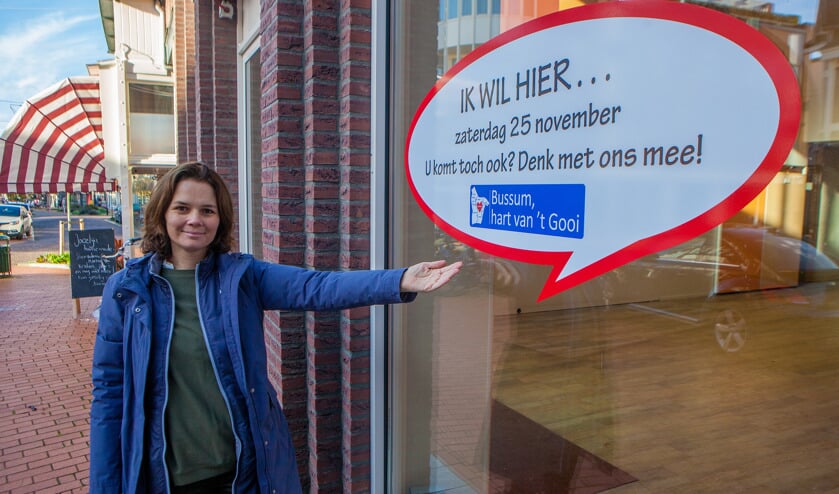 IK WIL HIER...
zaterdag 25 november
U komt toch ook? Denk met ons mee!
Bussum,
hart van 't Gooi